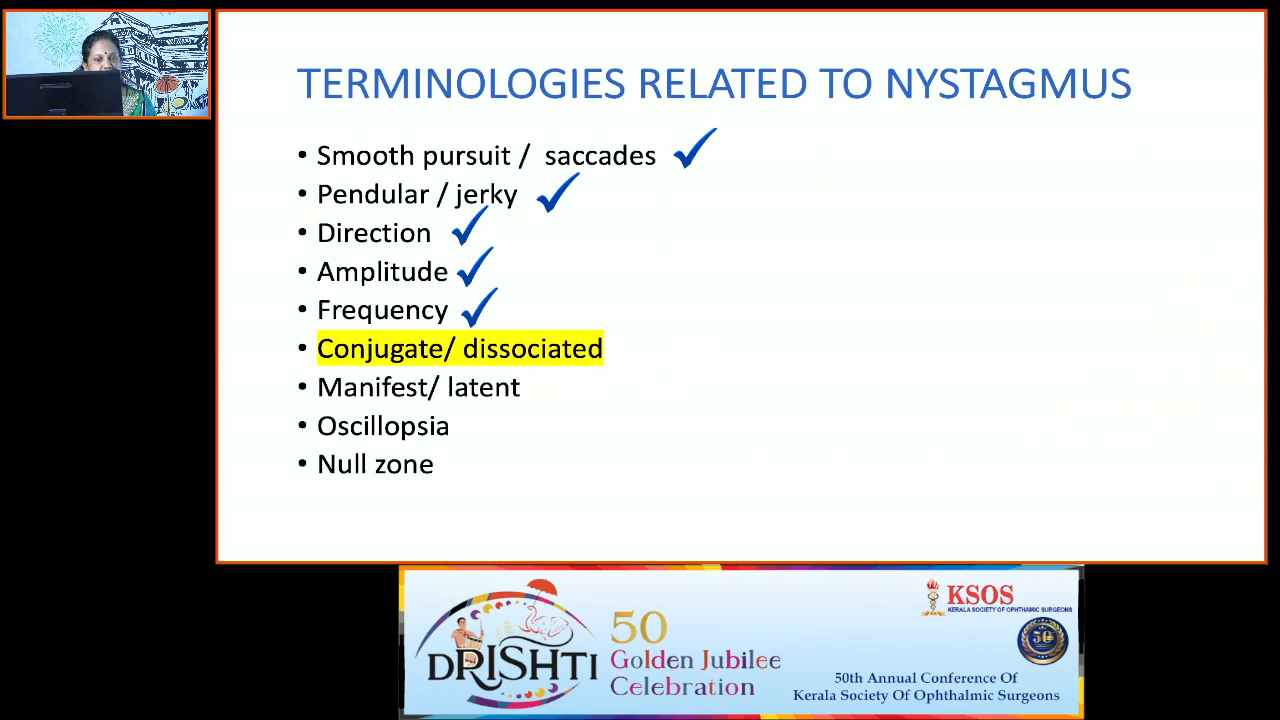 TERMINOLOGIES RELATED TO NYSTAGMUS
• Smooth pursuit / saccades
• Pendular / jerky
• Direction
• Amplitude
• Frequency
• Conjugate/ dissociated
• Manifest/ latent
• Oscillopsia
• Null zone
DRISHTI
50
Golden Jubilee
Celebration
KSOS
KERALA SOCIETY OF OPHTHAMIC SURGEONS
50
50th Annual Conference Of
Kerala Society Of Ophthalmic Surgeons